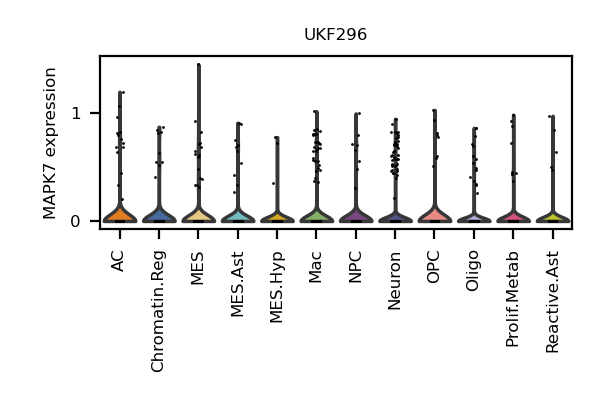 UKF296
MAPK7 expression
1
0
AC
Chromatin.Reg
MES
MES.Ast
MES.Hyp
Mac
NPC
Neuron
OPC
Oligo
Prolif.Metab
Reactive.Ast